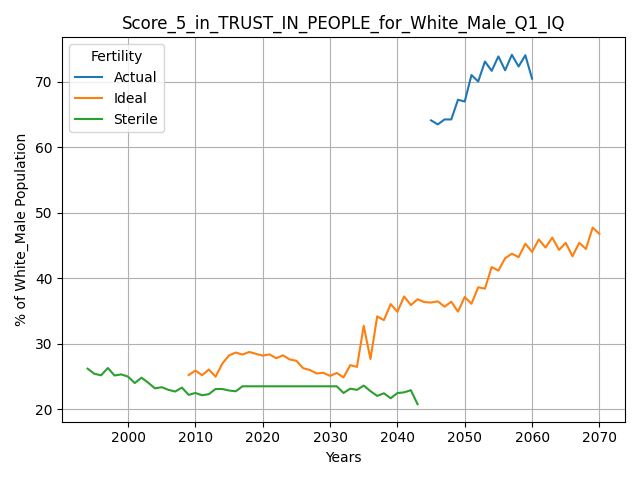 Score_5_in_TRUST_IN_PEOPLE_for_White_Male_Q1_IQ
Fertility
Actual
Ideal
Sterile
% of White_Male Population
70
60
50
40
30
20
2000 2010 2020 2030 2040 2050 2060 2070
Years